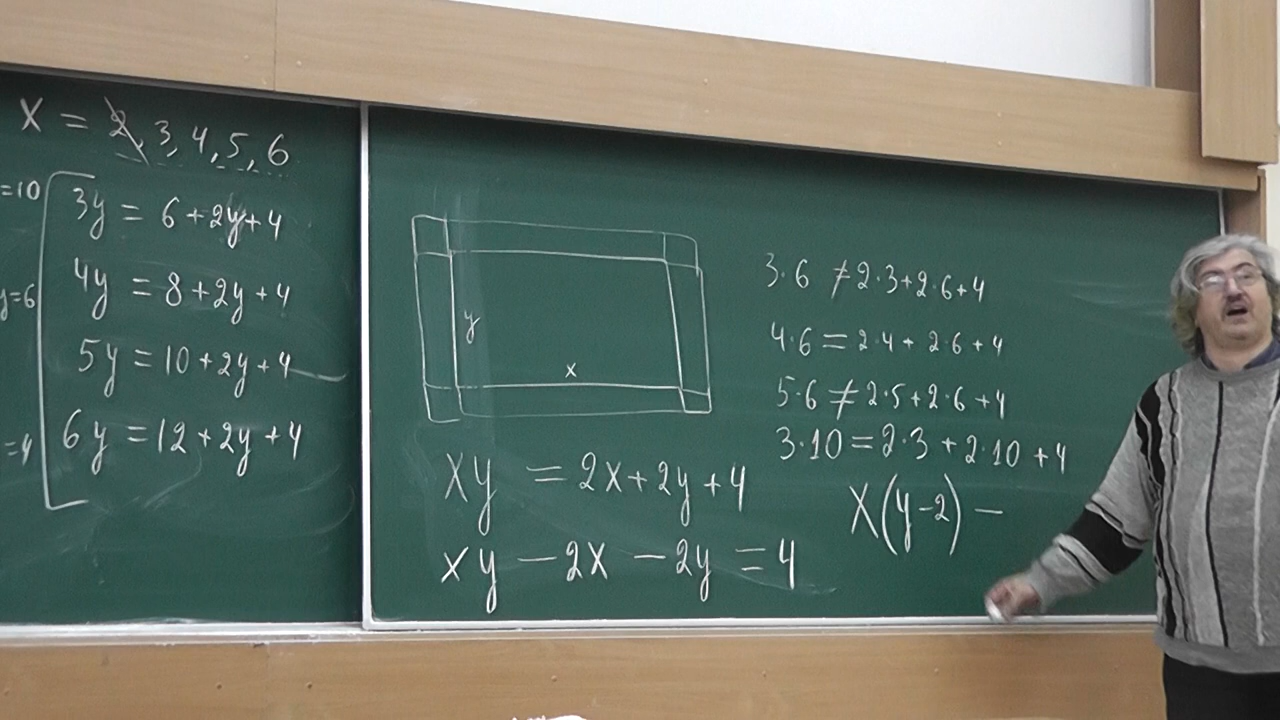 x = 2, 3, 4, 5, 6
=10
3y = 6 + 2y + 4
4y = 8 + 2y + 4
y=6
5y = 10 + 2y + 4
6y = 12 + 2y + 4
=4
y
x
xy = 2x + 2y + 4
xy - 2x - 2y = 4
3·6 ≠ 2·3 + 2·6 + 4
4·6 = 2·4 + 2·6 + 4
5·6 ≠ 2·5 + 2·6 + 4
3·10 = 2·3 + 2·10 + 4
x(y-2) -